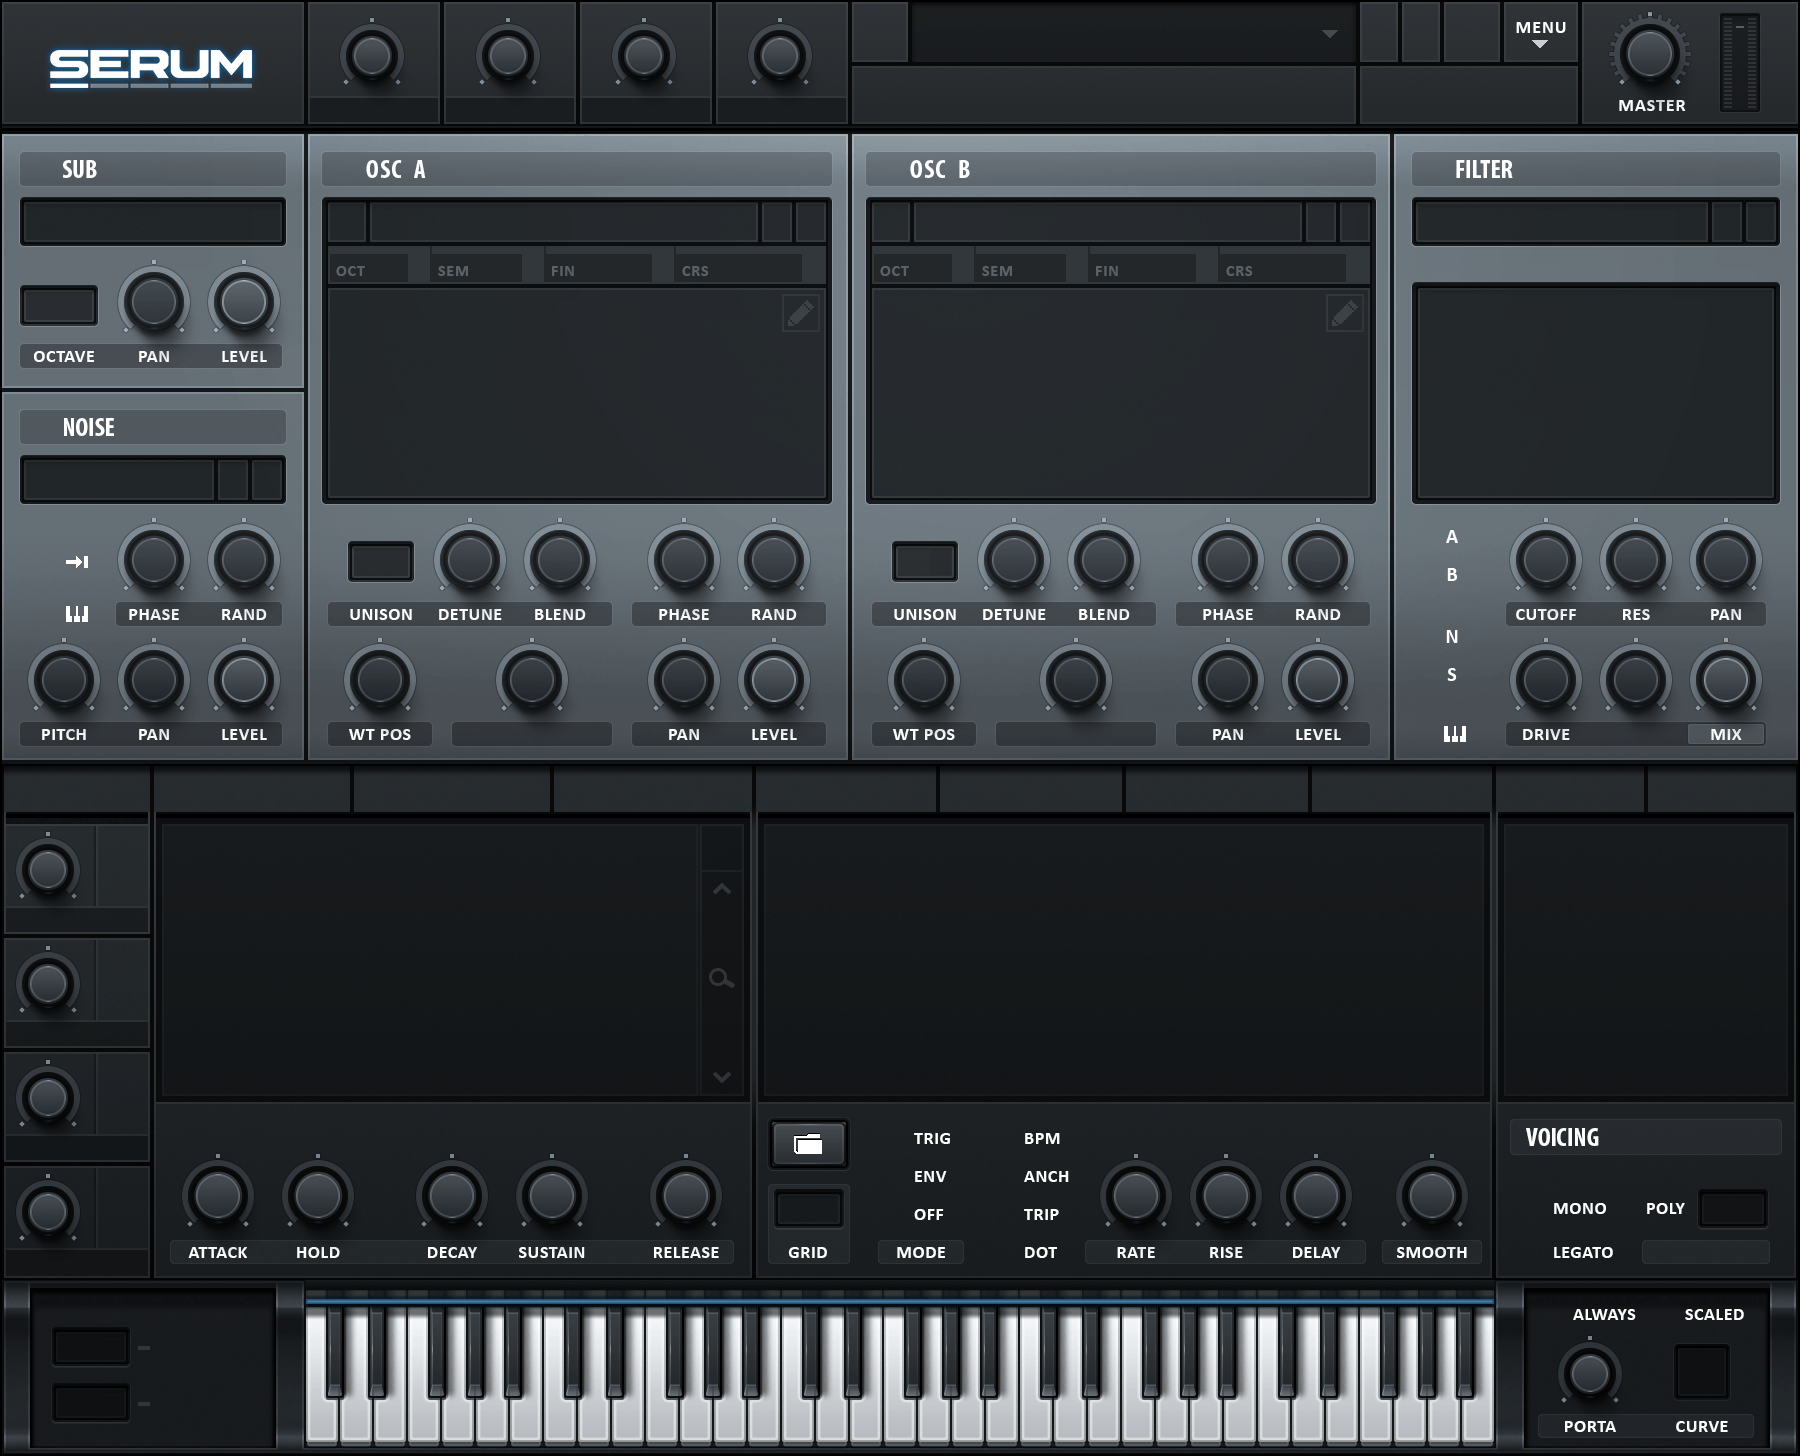 SERUM
MENU
MASTER
SUB
OSC A
OSC B
FILTER
OCT SEM FIN CRS
OCT SEM FIN CRS
OCTAVE PAN LEVEL
NOISE
A
B
PHASE RAND
UNISON DETUNE BLEND PHASE RAND
UNISON DETUNE BLEND PHASE RAND
CUTOFF RES PAN
N
S
PITCH PAN LEVEL
WT POS PAN LEVEL
WT POS PAN LEVEL
DRIVE MIX
TRIG BPM
VOICING
ENV ANCH
OFF TRIP
MONO POLY
ATTACK HOLD DECAY SUSTAIN RELEASE
GRID MODE DOT RATE RISE DELAY SMOOTH
LEGATO
ALWAYS SCALED
PORTA CURVE